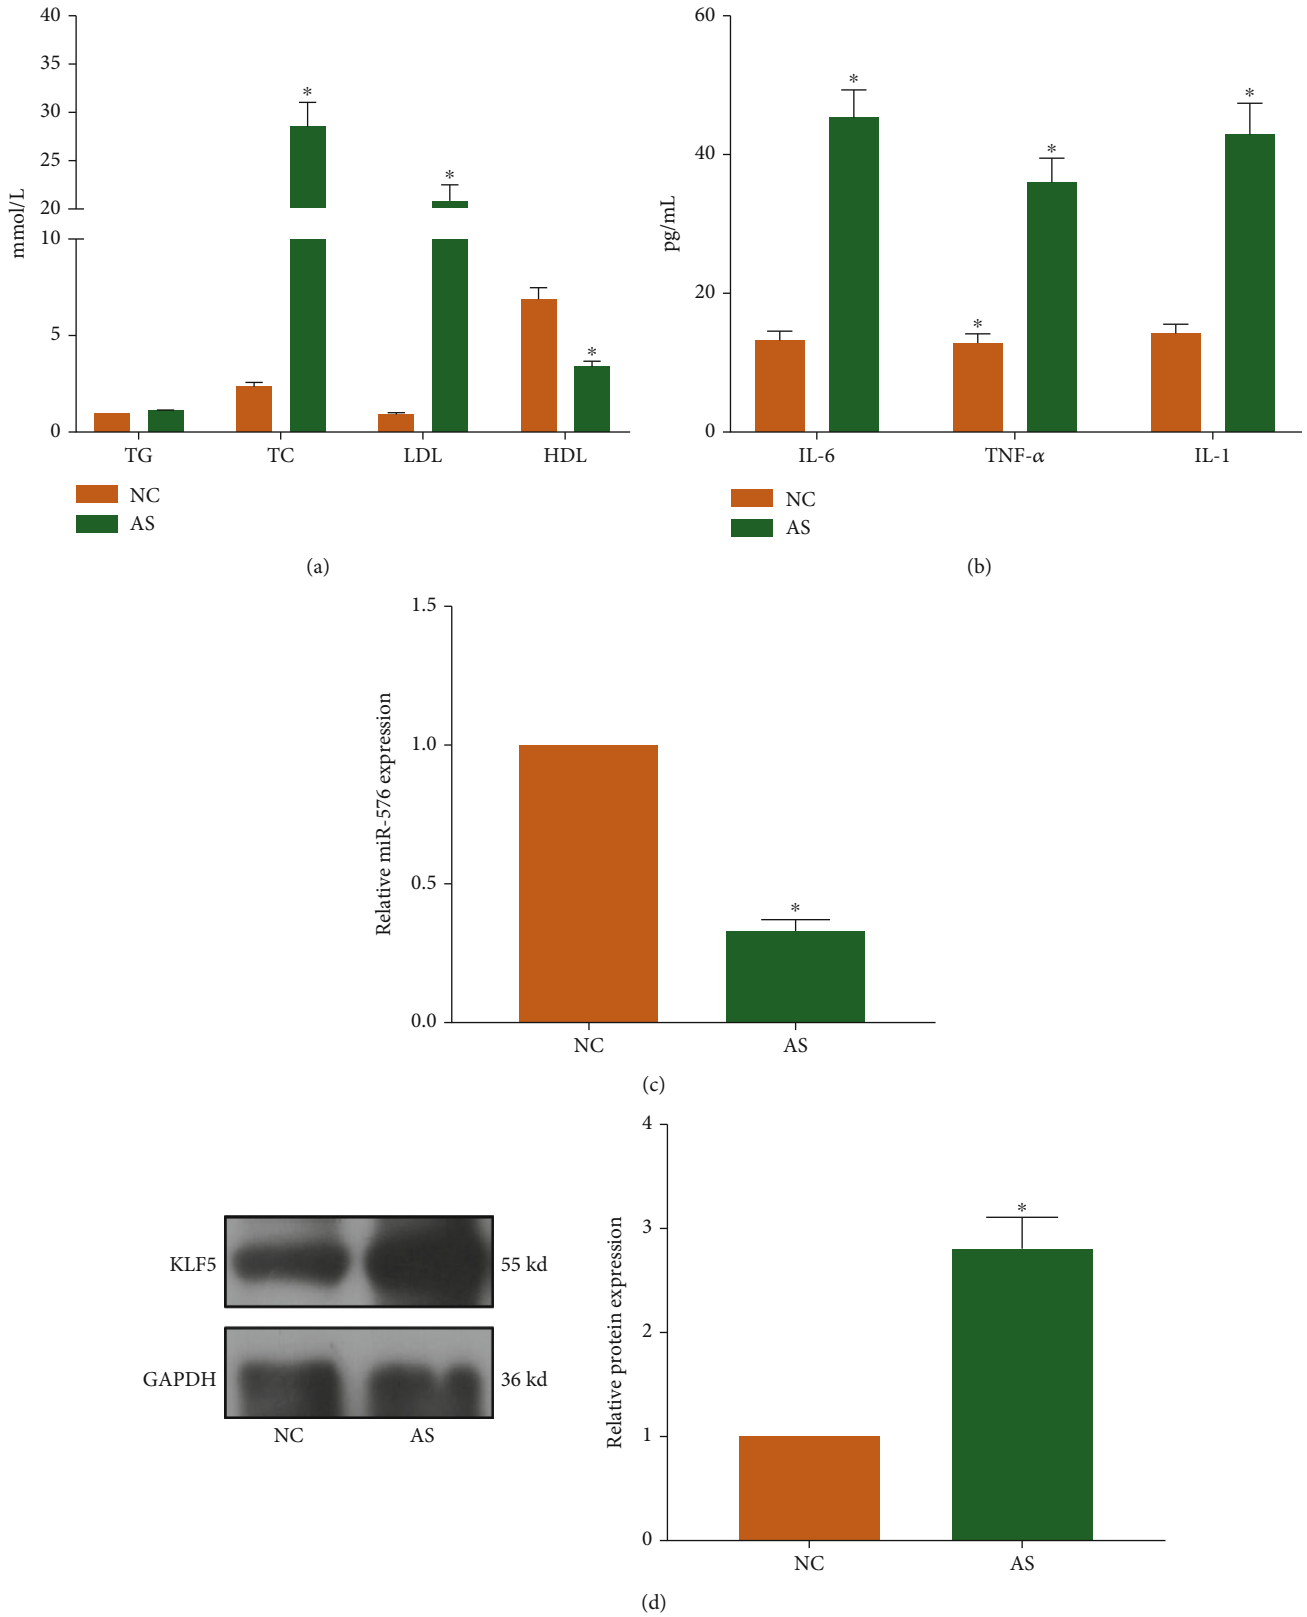 40
35
30
25
20
10
5
0
mmol/L
*
*
*
TG TC LDL HDL
NC
AS
(a)
60
40
20
0
pg/mL
*
*
*
*
IL-6 TNF-α IL-1
NC
AS
(b)
1.5
1.0
0.5
0.0
Relative miR-576 expression
*
NC AS
(c)
KLF5 55 kd
GAPDH 36 kd
NC AS
4
3
2
1
0
Relative protein expression
*
NC AS
(d)